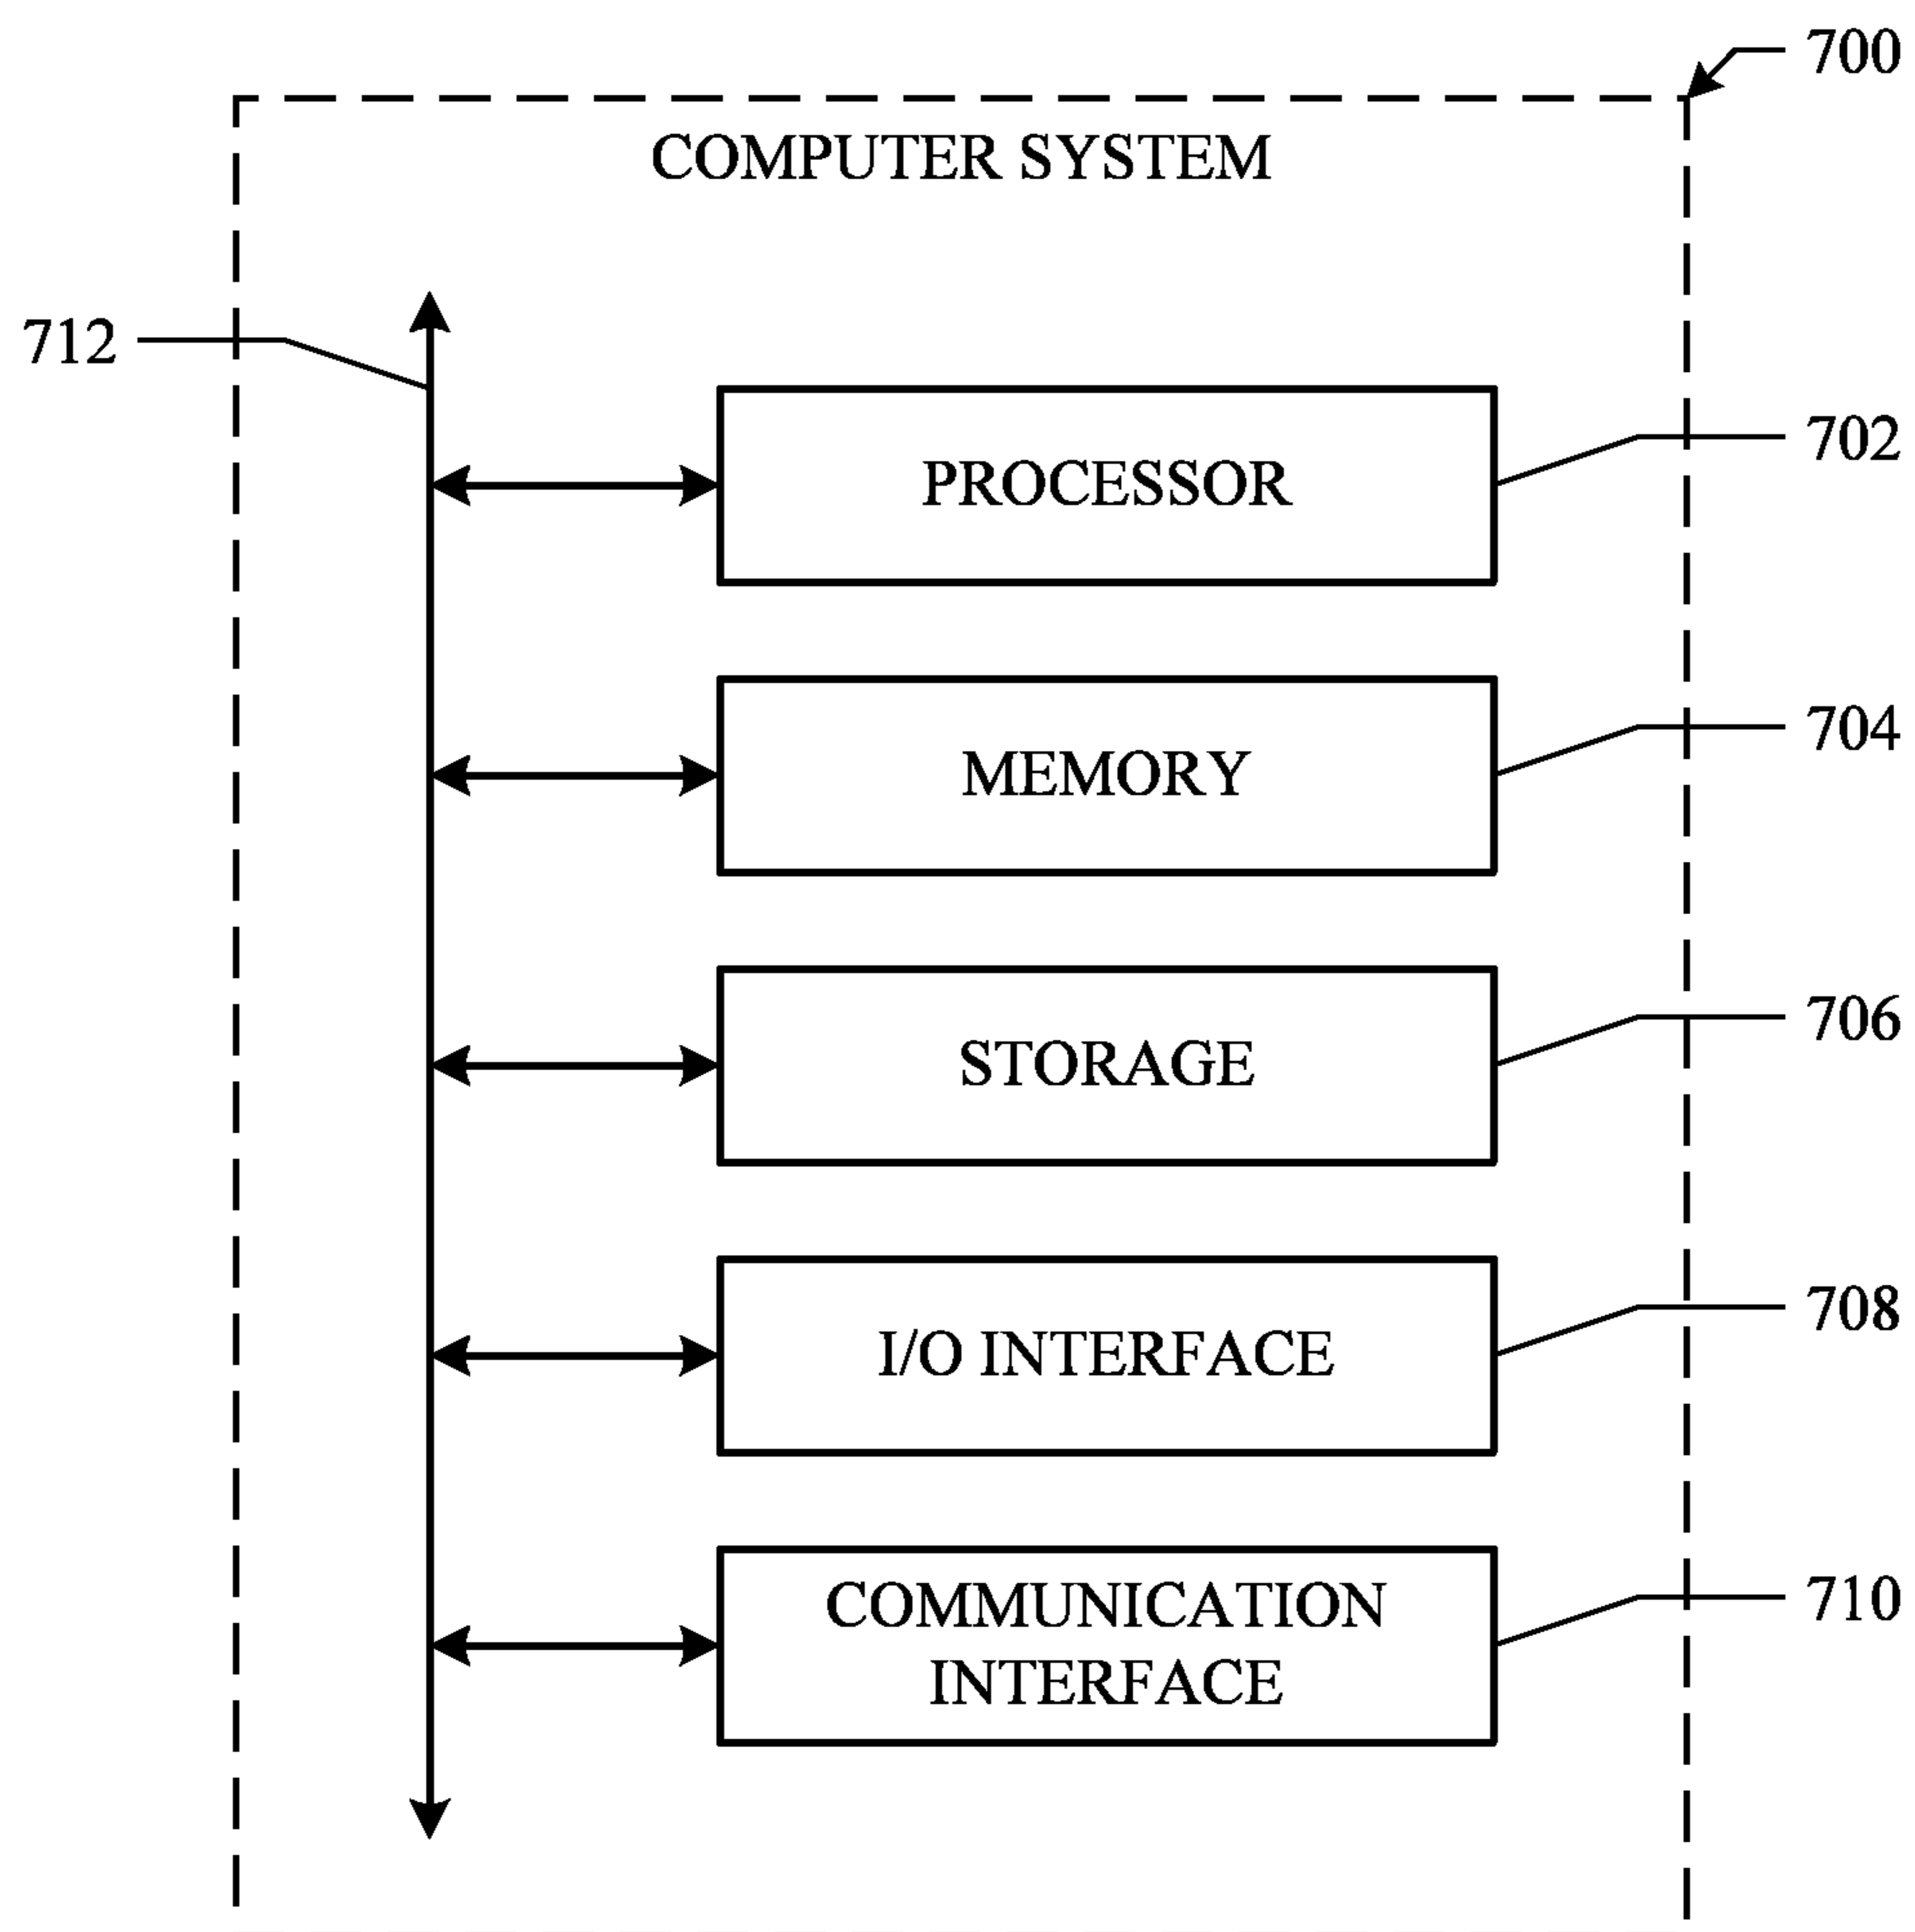 700
COMPUTER SYSTEM
712
702
PROCESSOR
704
MEMORY
706
STORAGE
708
I/O INTERFACE
710
COMMUNICATION
INTERFACE